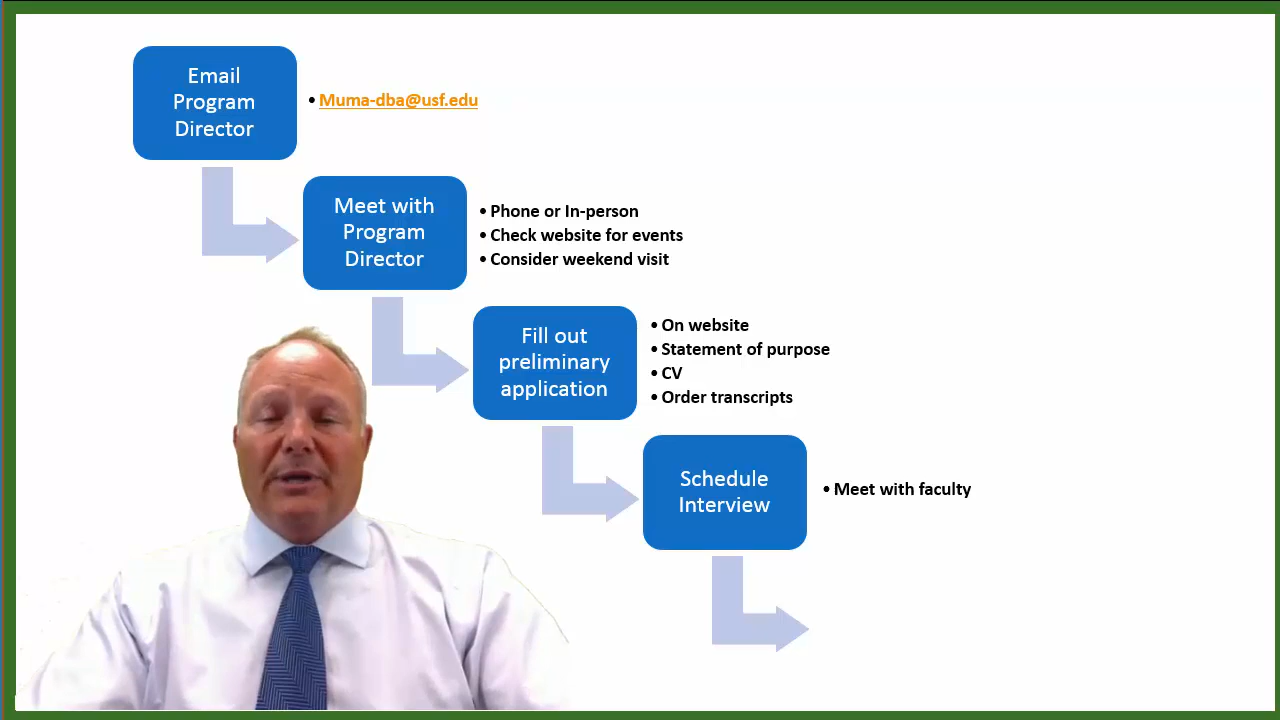 Email
Program
Director
• Muma-dba@usf.edu
Meet with
Program
Director
• Phone or In-person
• Check website for events
• Consider weekend visit
Fill out
preliminary
application
• On website
• Statement of purpose
• CV
• Order transcripts
Schedule
Interview
• Meet with faculty